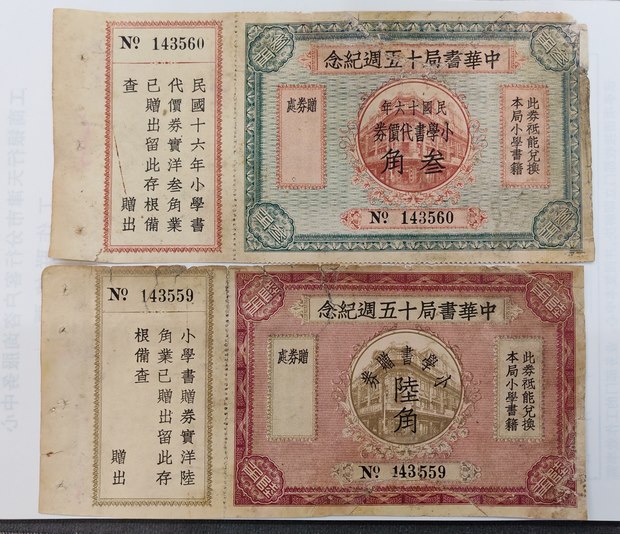 № 143560
民國十六年小學書
代價券實洋叁角業
已贈出留此存根備
查
贈出
中華書局十五週紀念
此券祗能兌換
本局小學書籍
民國十六年
小學書代價券
叁角
贈券處
№ 143560
№ 143559
小學書贈券實洋陸
角業已贈出留此存
根備查
贈出
中華書局十五週紀念
此券祗能兌換
本局小學書籍
小學書贈券
陸角
贈券處
№ 143559